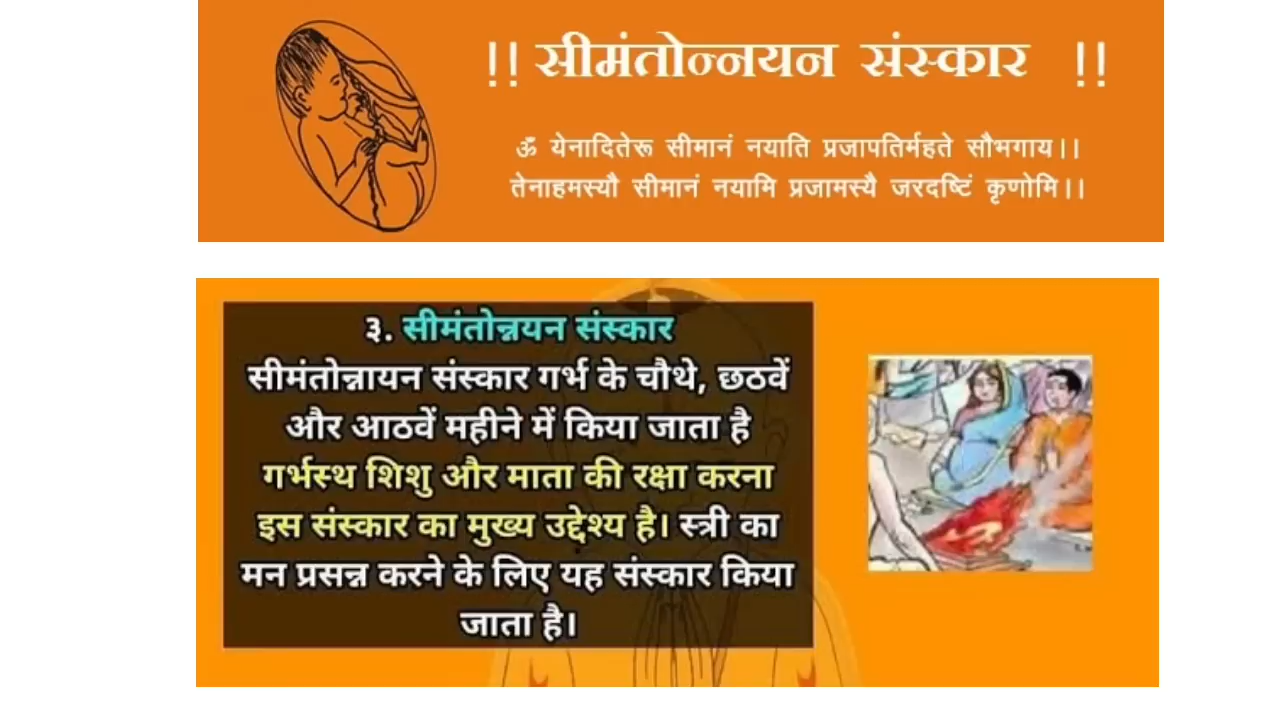 !! सीमंतोन्नयन संस्कार !!
ॐ येनादितेरू सीमानं नयाति प्रजापतिर्महते सौभगाय।।
तेनाहमस्यौ सीमानं नयामि प्रजामस्यै जरदष्टिं कृणोमि।।
३. सीमंतोन्नयन संस्कार
सीमंतोन्नायन संस्कार गर्भ के चौथे, छठवें
और आठवें महीने में किया जाता है
गर्भस्थ शिशु और माता की रक्षा करना
इस संस्कार का मुख्य उद्देश्य है। स्त्री का
मन प्रसन्न करने के लिए यह संस्कार किया
जाता है।